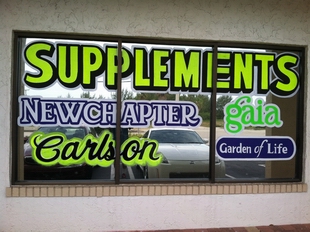 SUPPLEMENTS
NEWCHAPTER gaia
Carlson Garden of Life